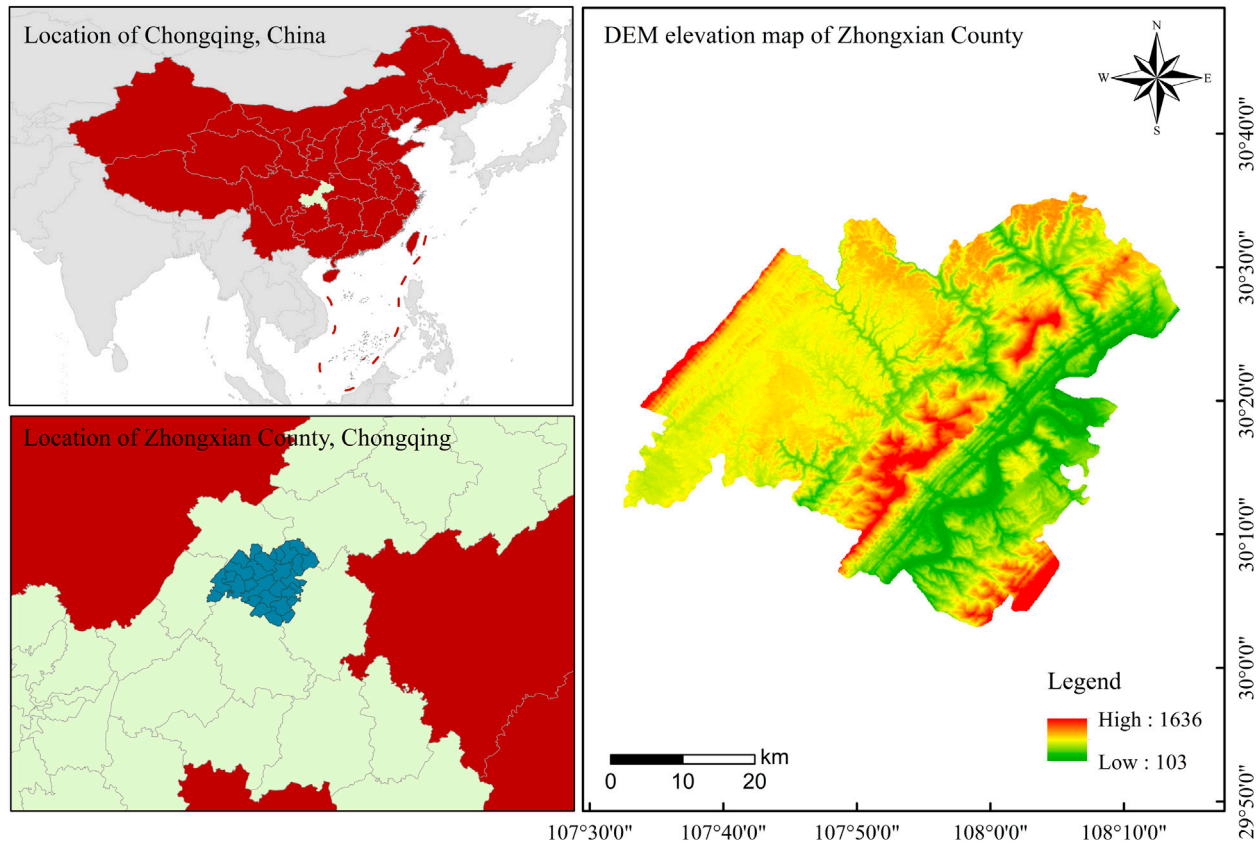 Location of Chongqing, China
Location of Zhongxian County, Chongqing
DEM elevation map of Zhongxian County
N
W
E
S
30°40'0"
30°30'0"
30°20'0"
30°10'0"
30°0'0"
29°50'0"
Legend
High : 1636
Low : 103
km
0 10 20
107°30'0" 107°40'0" 107°50'0" 108°0'0" 108°10'0"